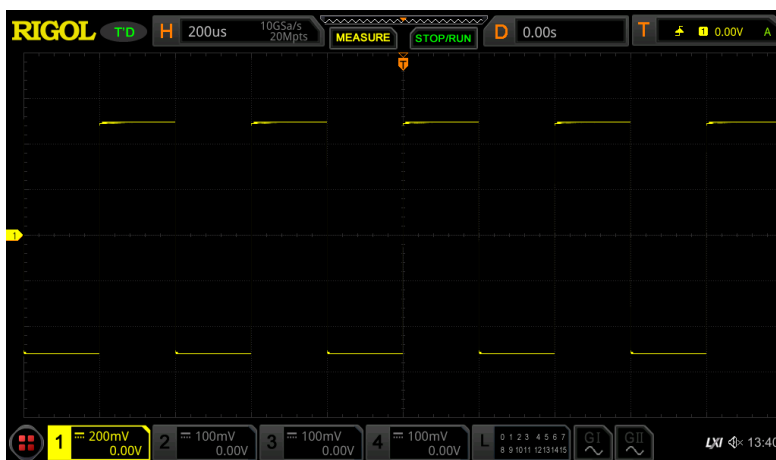 RIGOL T'D H 200us 10GSa/s 20Mpts MEASURE STOP/RUN D 0.00s T 1 0.00V A
T
1
1 200mV 0.00V 2 100mV 0.00V 3 100mV 0.00V 4 100mV 0.00V L 0 1 2 3 4 5 6 7 8 9 10 11 12 13 14 15 GI GII LXI 13:40